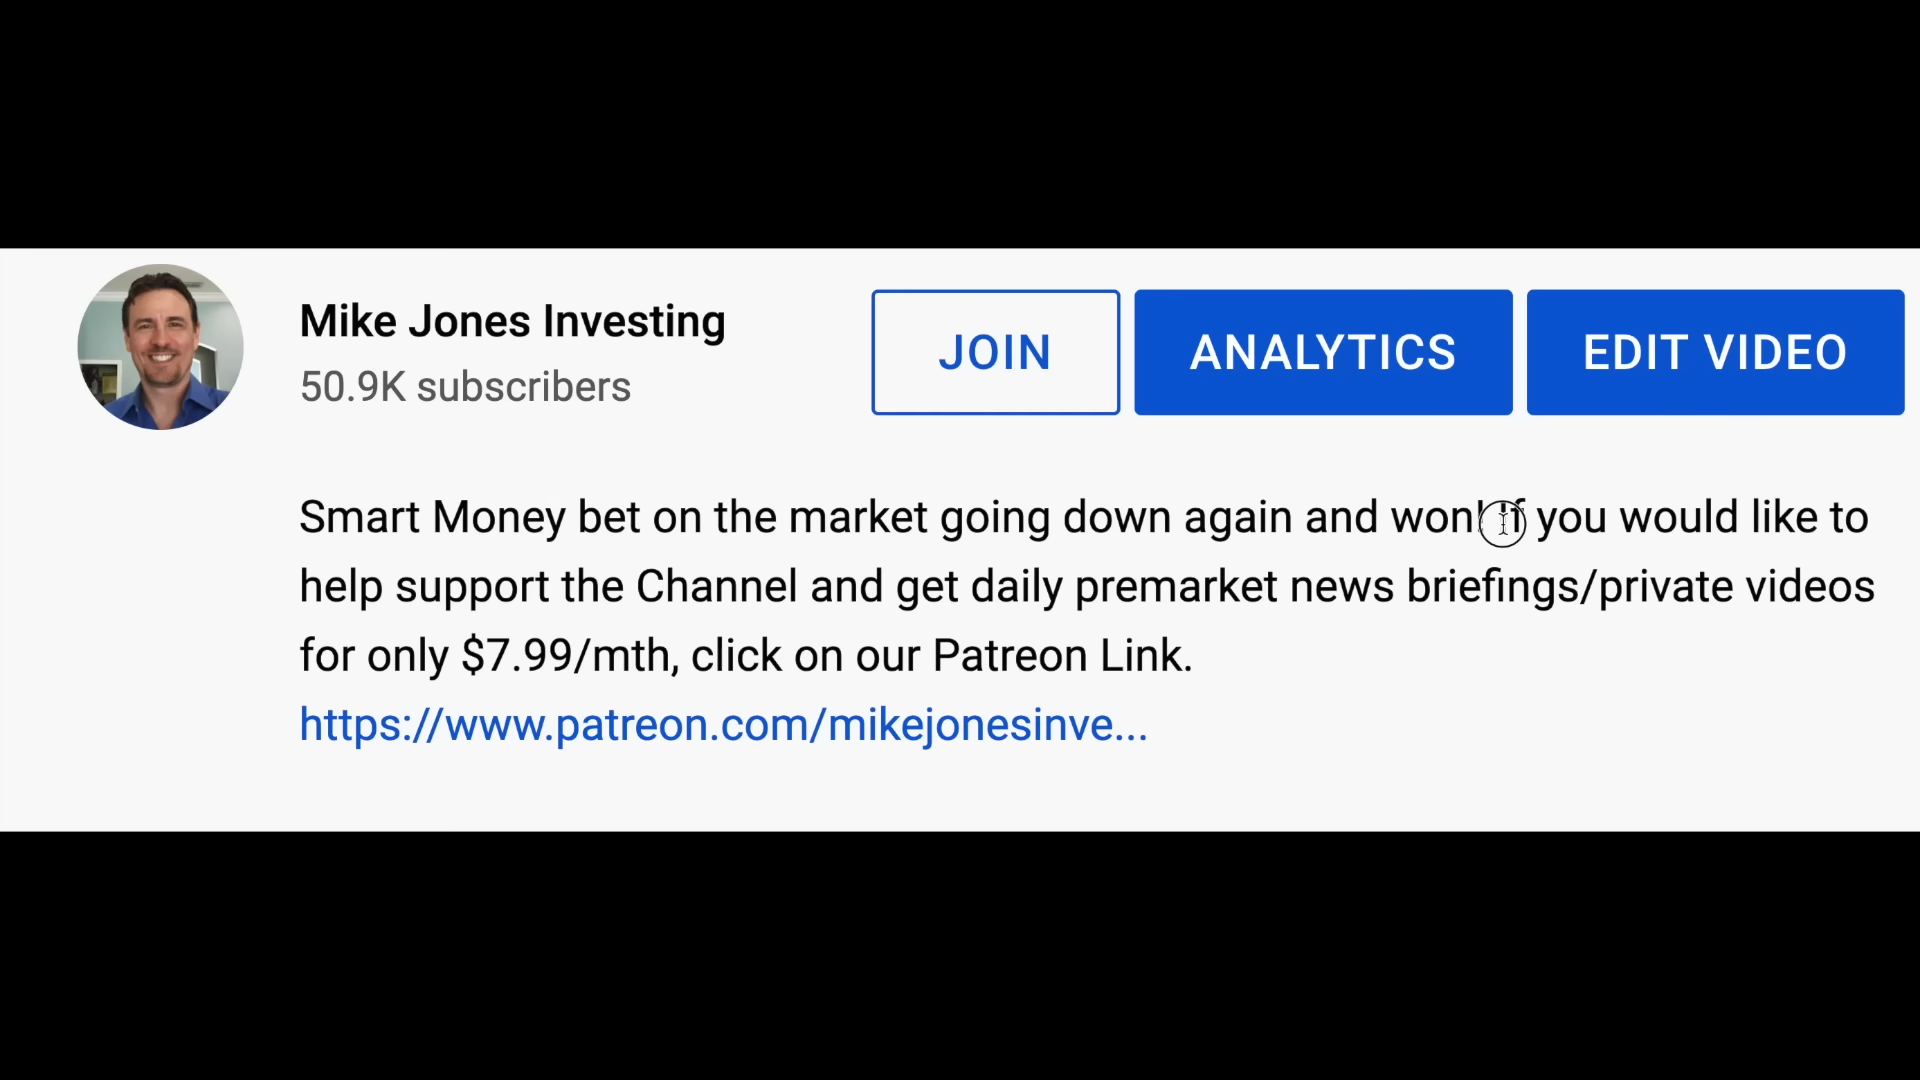 Mike Jones Investing
50.9K subscribers
JOIN
ANALYTICS
EDIT VIDEO
Smart Money bet on the market going down again and won! If you would like to
help support the Channel and get daily premarket news briefings/private videos
for only $7.99/mth, click on our Patreon Link.
https://www.patreon.com/mikejonesinve...